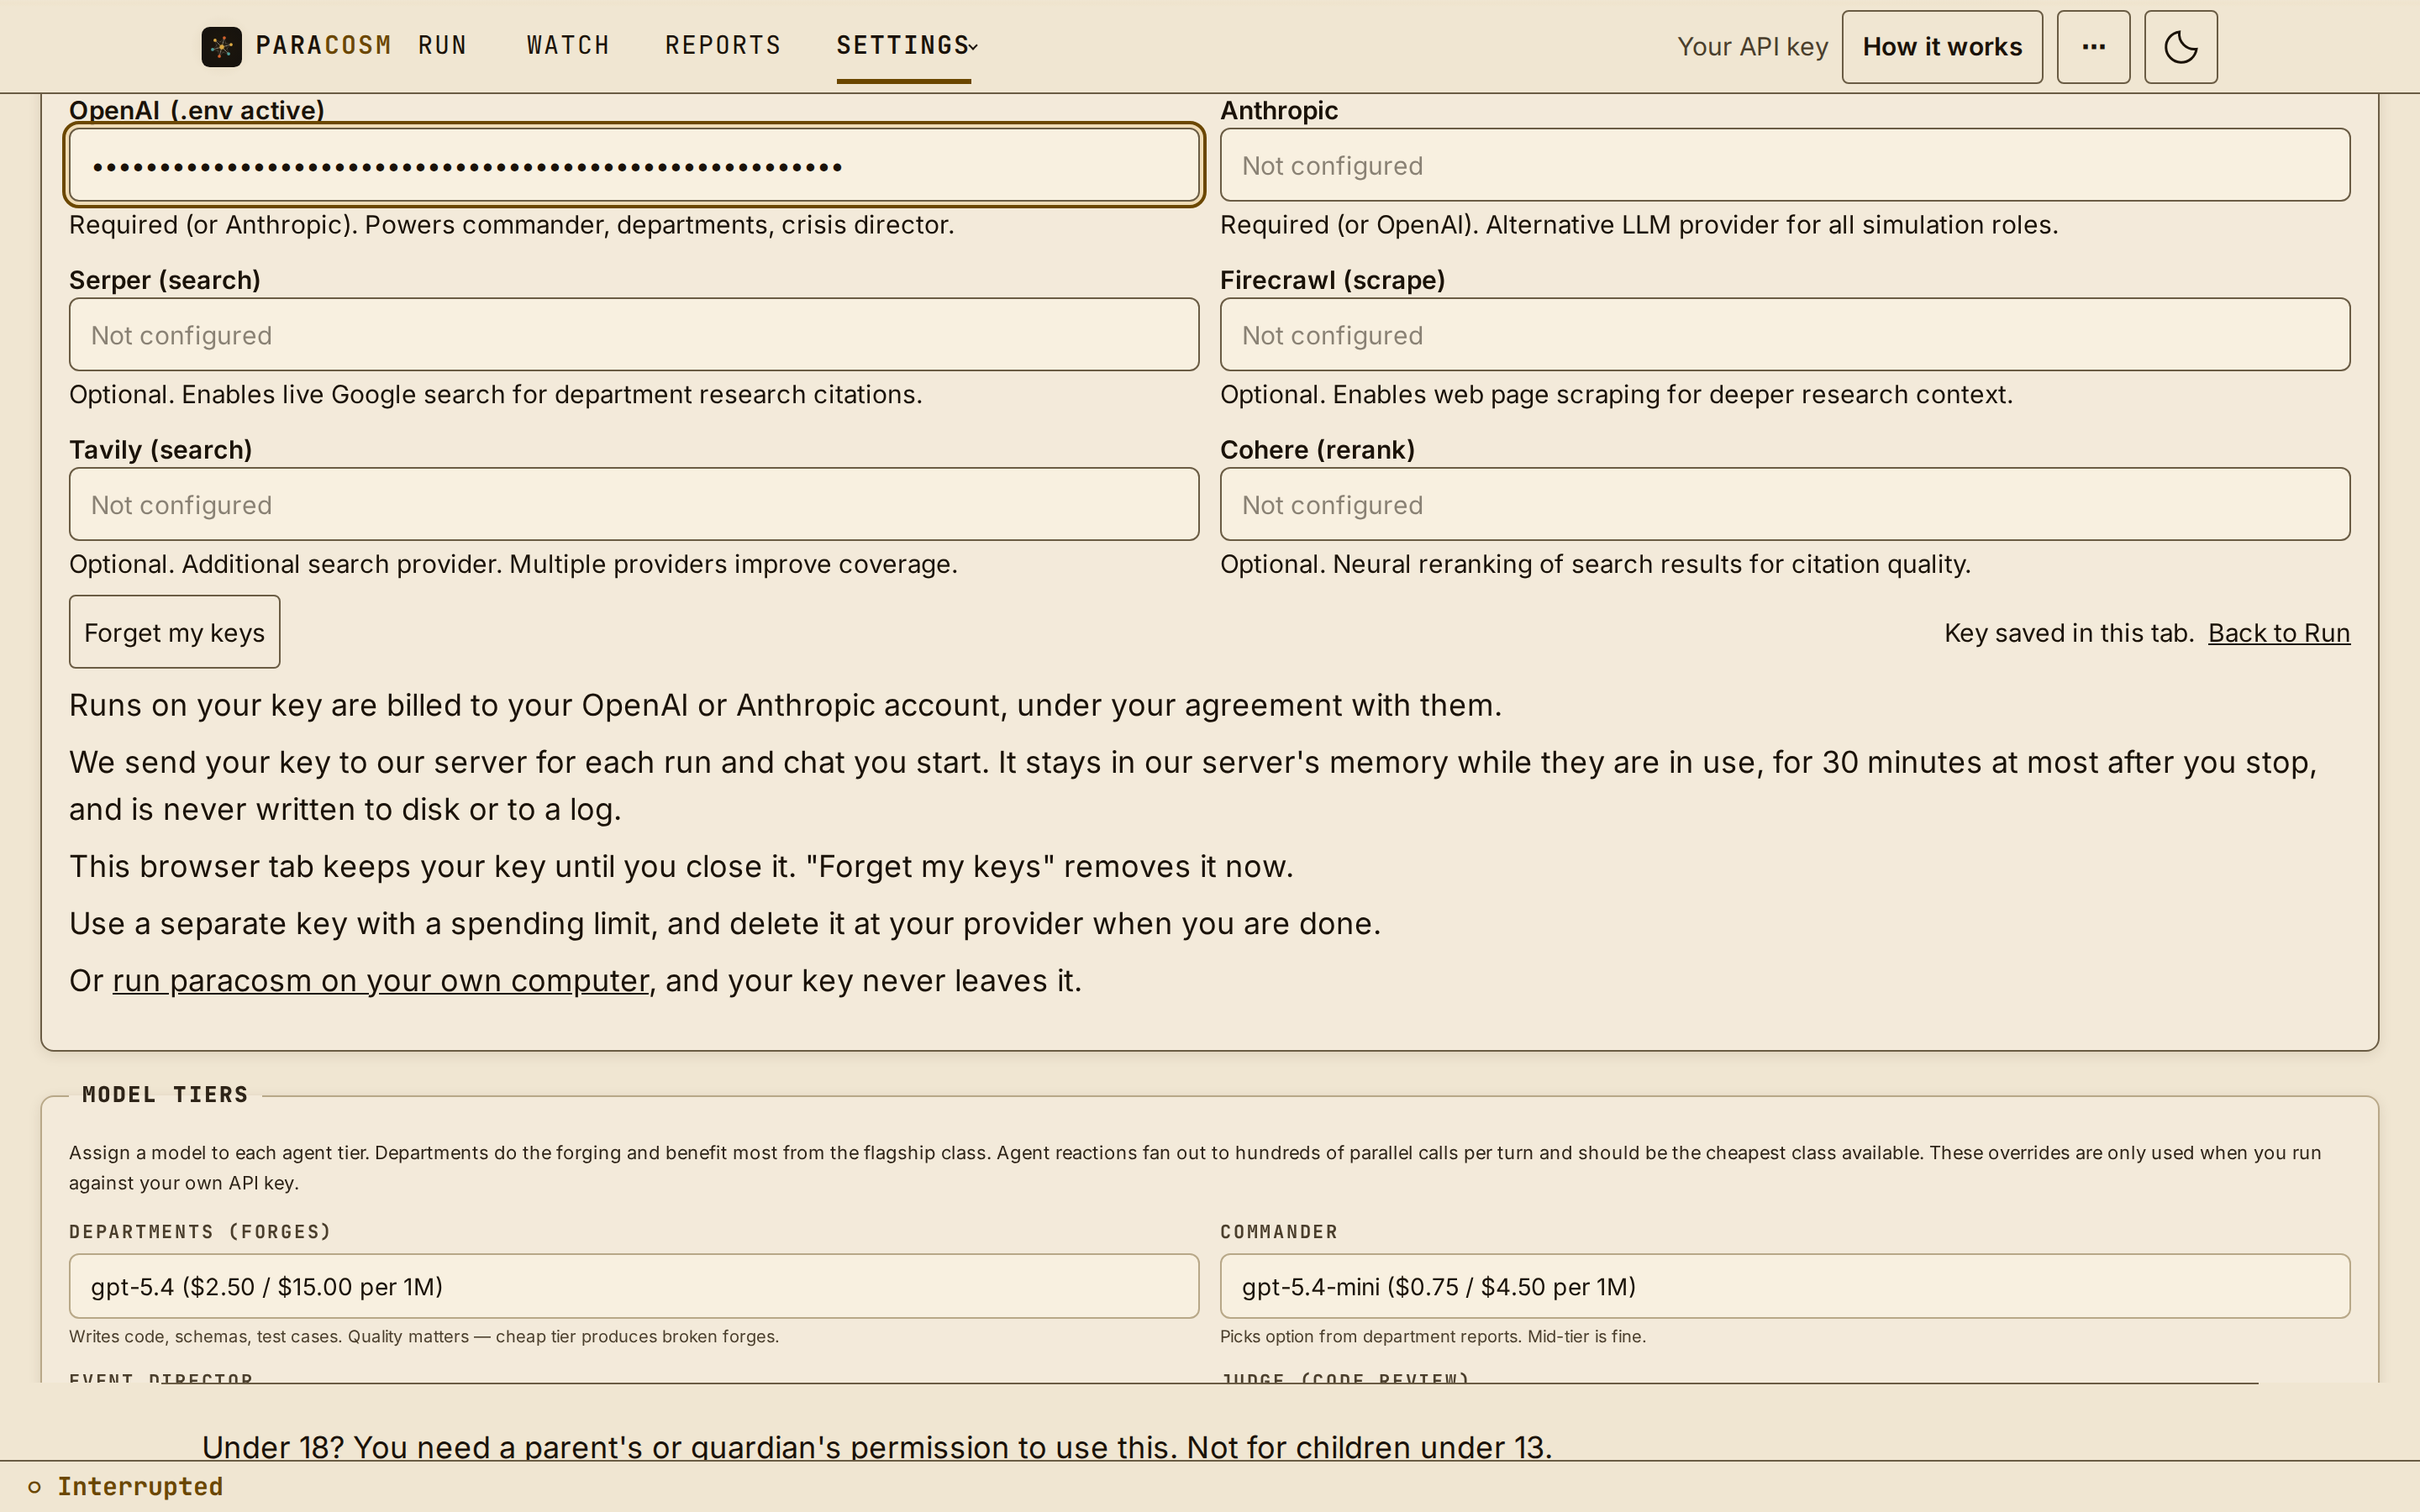 PARACOSM RUN WATCH REPORTS SETTINGS Your API key How it works ...
OpenAI (.env active) Anthropic
•••••••••••••••••••••••••••••••••••••••••••••••••••••••• Not configured
Required (or Anthropic). Powers commander, departments, crisis director. Required (or OpenAI). Alternative LLM provider for all simulation roles.
Serper (search) Firecrawl (scrape)
Not configured Not configured
Optional. Enables live Google search for department research citations. Optional. Enables web page scraping for deeper research context.
Tavily (search) Cohere (rerank)
Not configured Not configured
Optional. Additional search provider. Multiple providers improve coverage. Optional. Neural reranking of search results for citation quality.
Forget my keys Key saved in this tab. Back to Run
Runs on your key are billed to your OpenAI or Anthropic account, under your agreement with them.
We send your key to our server for each run and chat you start. It stays in our server's memory while they are in use, for 30 minutes at most after you stop,
and is never written to disk or to a log.
This browser tab keeps your key until you close it. "Forget my keys" removes it now.
Use a separate key with a spending limit, and delete it at your provider when you are done.
Or run paracosm on your own computer, and your key never leaves it.
MODEL TIERS
Assign a model to each agent tier. Departments do the forging and benefit most from the flagship class. Agent reactions fan out to hundreds of parallel calls per turn and should be the cheapest class available. These overrides are only used when you run
against your own API key.
DEPARTMENTS (FORGES) COMMANDER
gpt-5.4 ($2.50 / $15.00 per 1M) gpt-5.4-mini ($0.75 / $4.50 per 1M)
Writes code, schemas, test cases. Quality matters — cheap tier produces broken forges. Picks option from department reports. Mid-tier is fine.
EVENT DIRECTOR JUDGE (CODE REVIEW)
Under 18? You need a parent's or guardian's permission to use this. Not for children under 13.
Interrupted